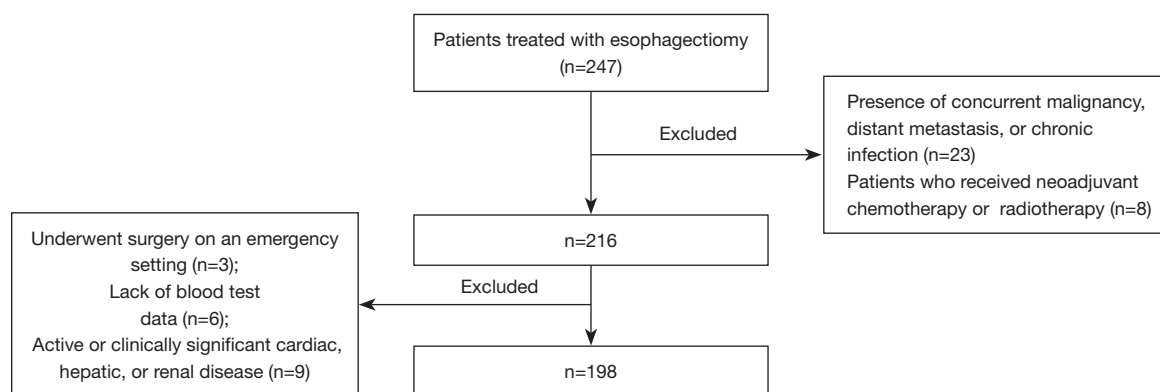 Patients treated with esophagectomy
(n=247)
Excluded
Presence of concurrent malignancy,
distant metastasis, or chronic
infection (n=23)
Patients who received neoadjuvant
chemotherapy or radiotherapy (n=8)
n=216
Excluded
Underwent surgery on an emergency
setting (n=3);
Lack of blood test
data (n=6);
Active or clinically significant cardiac,
hepatic, or renal disease (n=9)
n=198